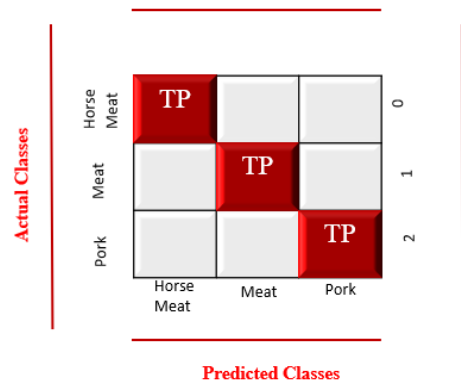 Actual Classes
Horse
Meat
TP
0
Meat
TP
1
Pork
TP
2
Horse
Meat
Meat
Pork
Predicted Classes